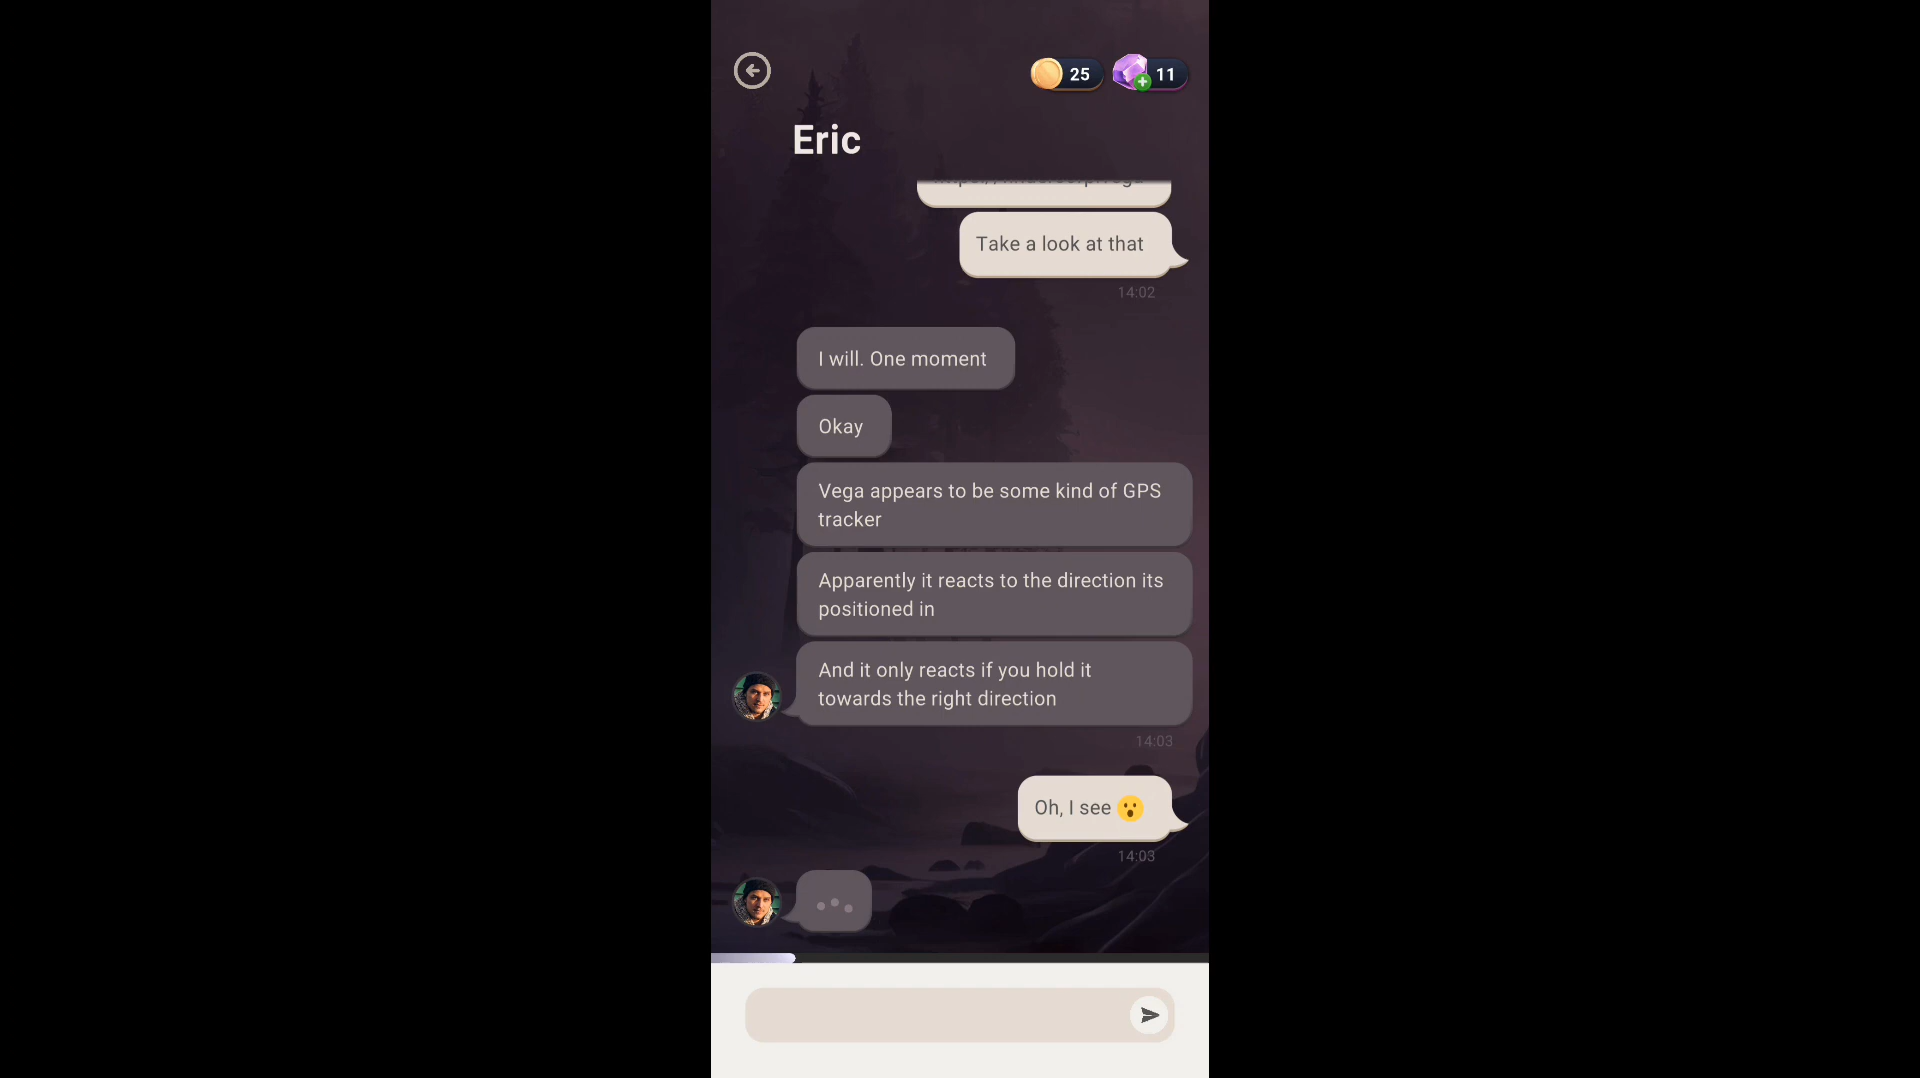 25
11
Eric
Take a look at that
14:02
I will. One moment
Okay
Vega appears to be some kind of GPS
tracker
Apparently it reacts to the direction its
positioned in
And it only reacts if you hold it
towards the right direction
14:03
Oh, I see 😮
14:03